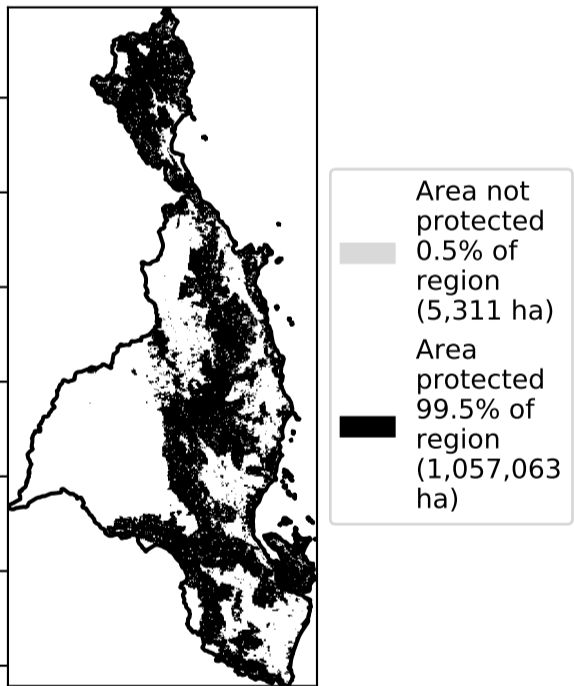 Area not
protected
0.5% of
region
(5,311 ha)
Area
protected
99.5% of
region
(1,057,063
ha)